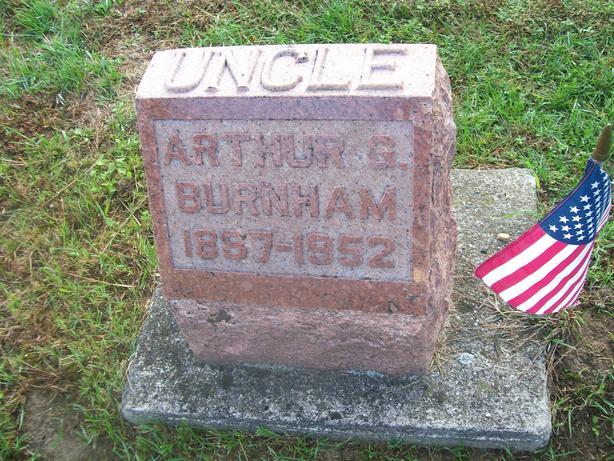 UNCLE
ARTHUR G.
BURNHAM
1867-1952